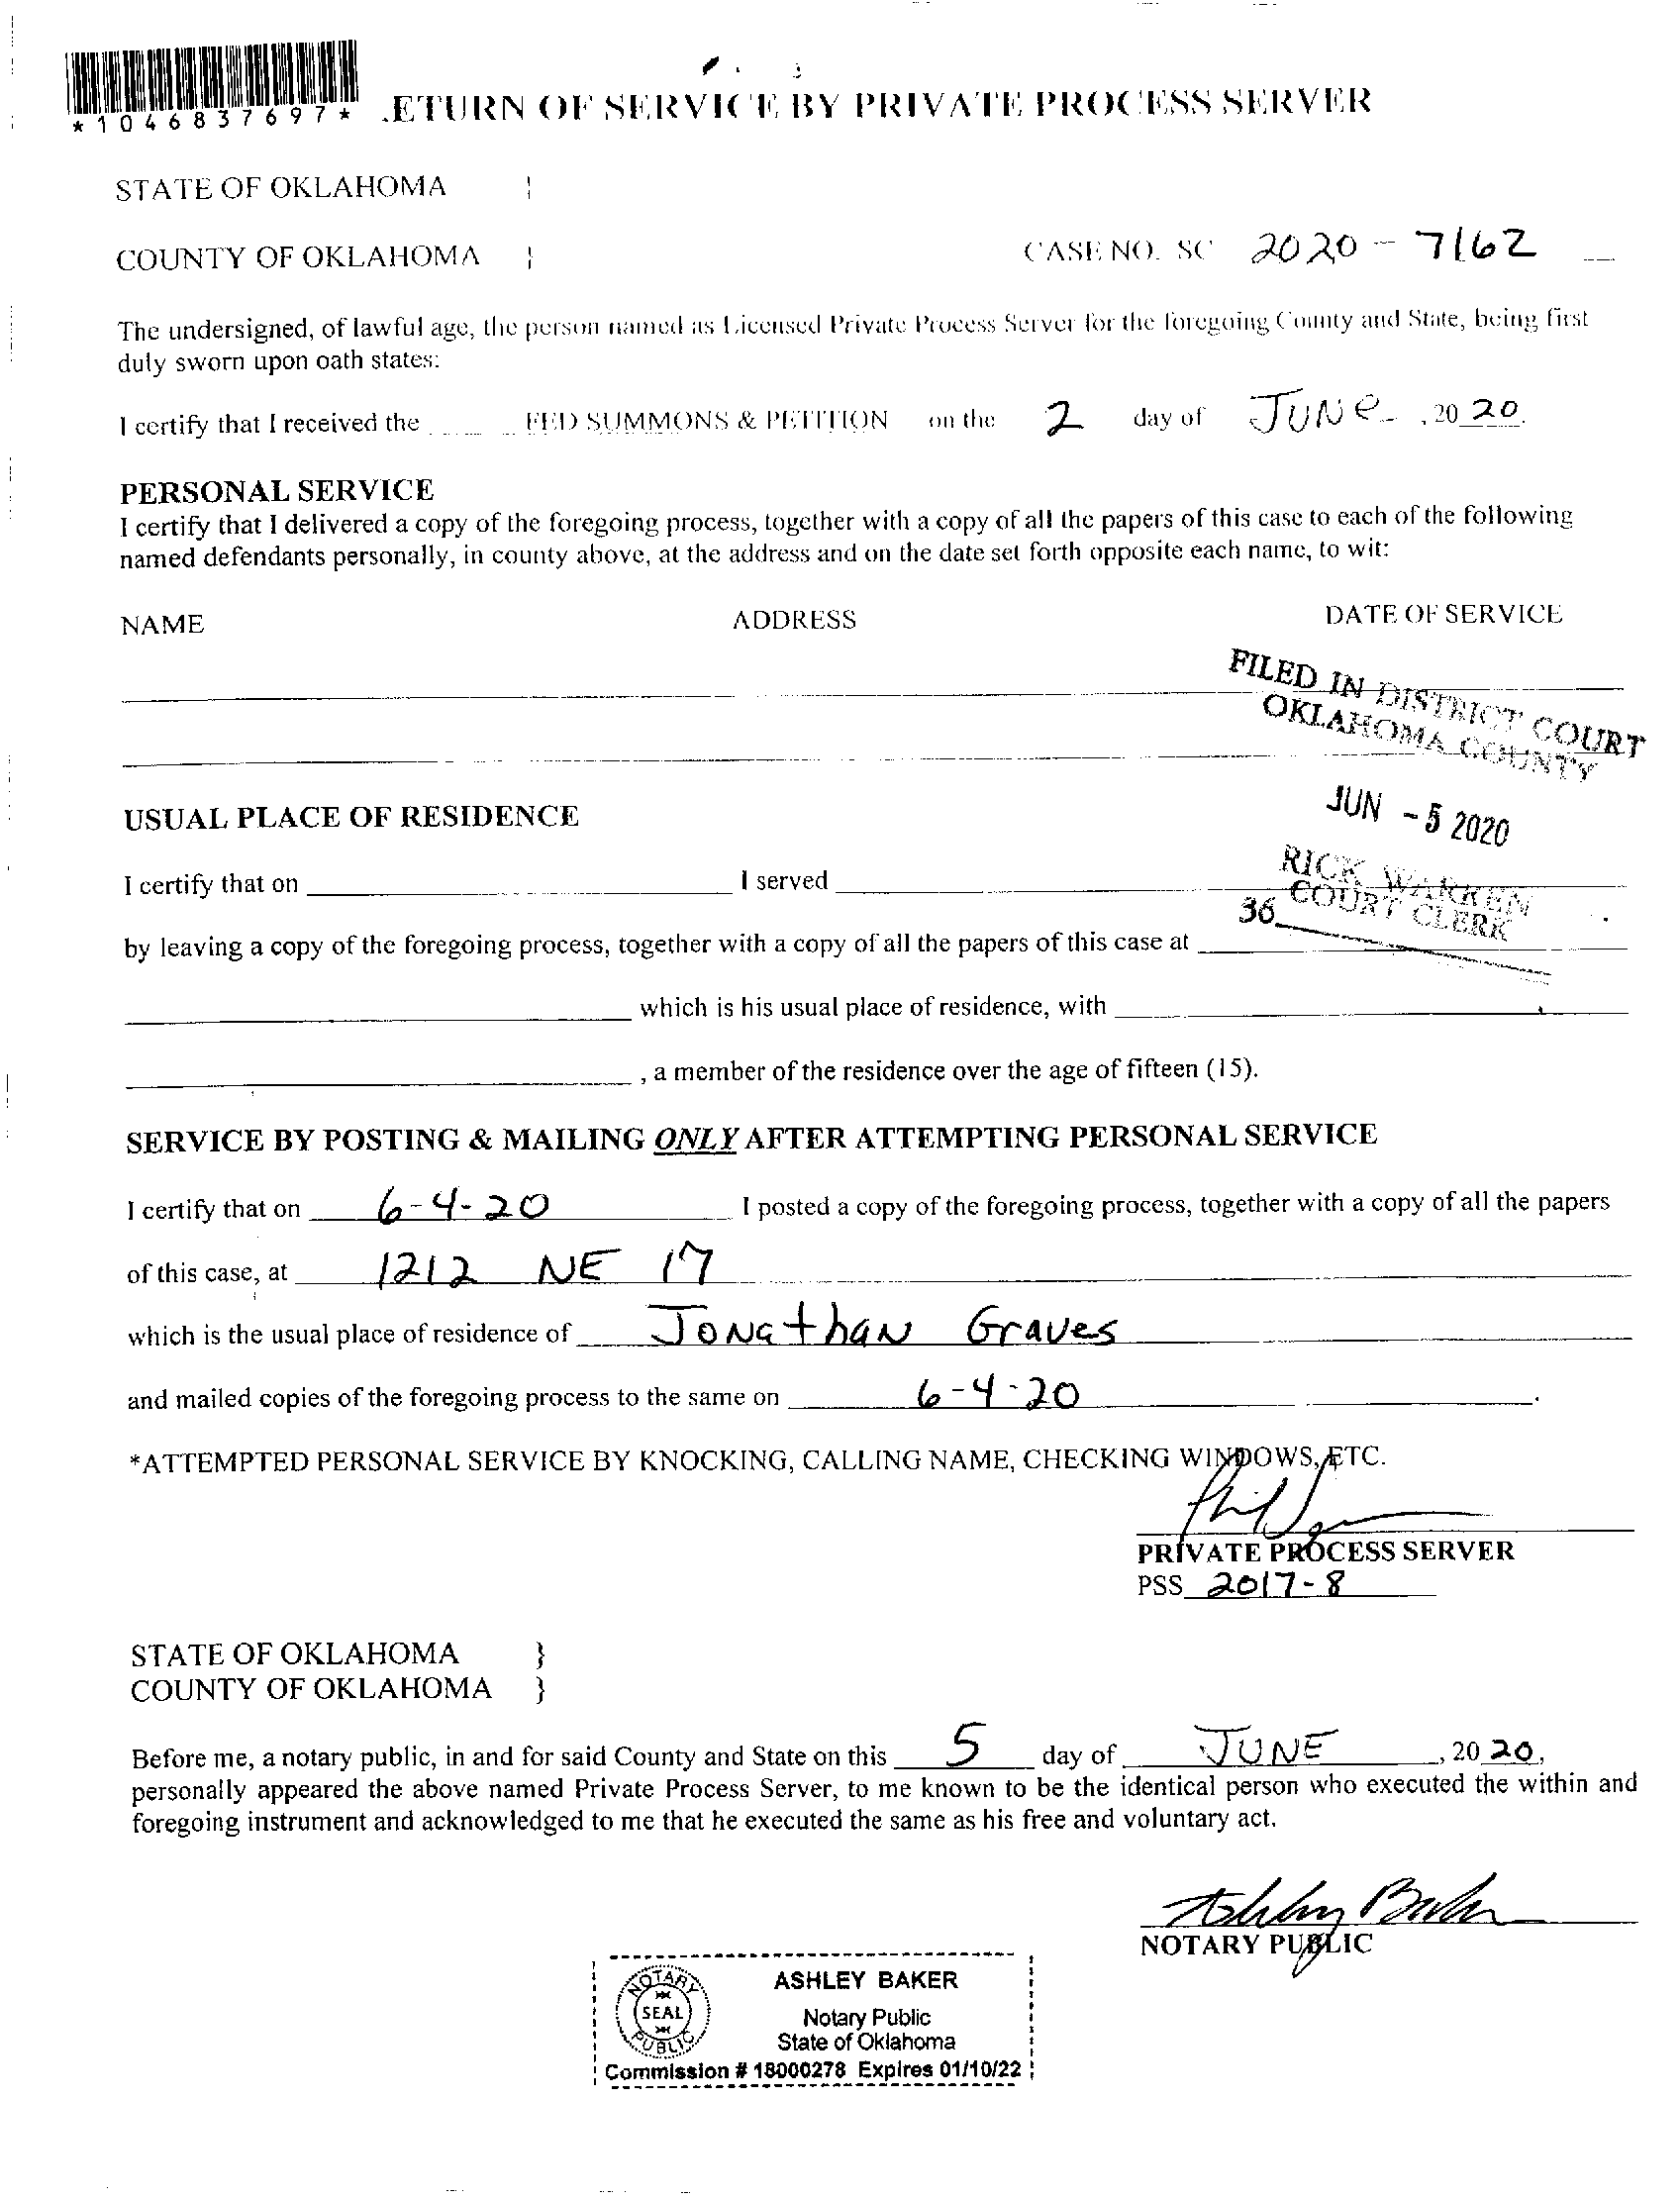 *1046837697*
.ETURN OF SERVICE BY PRIVATE PROCESS SERVER
STATE OF OKLAHOMA }
COUNTY OF OKLAHOMA } CASE NO. SC 2020 - 7162
The undersigned, of lawful age, the person named as Licensed Private Process Server for the foregoing County and State, being first
duly sworn upon oath states:
I certify that I received the FED SUMMONS & PETITION on the 2 day of JUNE, 20 20.
PERSONAL SERVICE
I certify that I delivered a copy of the foregoing process, together with a copy of all the papers of this case to each of the following
named defendants personally, in county above, at the address and on the date set forth opposite each name, to wit:
NAME ADDRESS DATE OF SERVICE
FILED IN DISTRICT COURT
OKLAHOMA COUNTY
JUN - 5 2020
RICK WARREN
COURT CLERK
36
USUAL PLACE OF RESIDENCE
I certify that on I served
by leaving a copy of the foregoing process, together with a copy of all the papers of this case at
which is his usual place of residence, with
, a member of the residence over the age of fifteen (15).
SERVICE BY POSTING & MAILING ONLY AFTER ATTEMPTING PERSONAL SERVICE
I certify that on 6-4-20 I posted a copy of the foregoing process, together with a copy of all the papers
of this case, at 1212 NE 17
which is the usual place of residence of Jonathan Graves
and mailed copies of the foregoing process to the same on 6-4-20.
*ATTEMPTED PERSONAL SERVICE BY KNOCKING, CALLING NAME, CHECKING WINDOWS, ETC.
PRIVATE PROCESS SERVER
PSS 2017-8
STATE OF OKLAHOMA }
COUNTY OF OKLAHOMA }
Before me, a notary public, in and for said County and State on this 5 day of JUNE, 20 20,
personally appeared the above named Private Process Server, to me known to be the identical person who executed the within and
foregoing instrument and acknowledged to me that he executed the same as his free and voluntary act.
Ashley Baker
NOTARY PUBLIC
NOTARY
SEAL
PUBLIC
ASHLEY BAKER
Notary Public
State of Oklahoma
Commission # 18000278 Expires 01/10/22